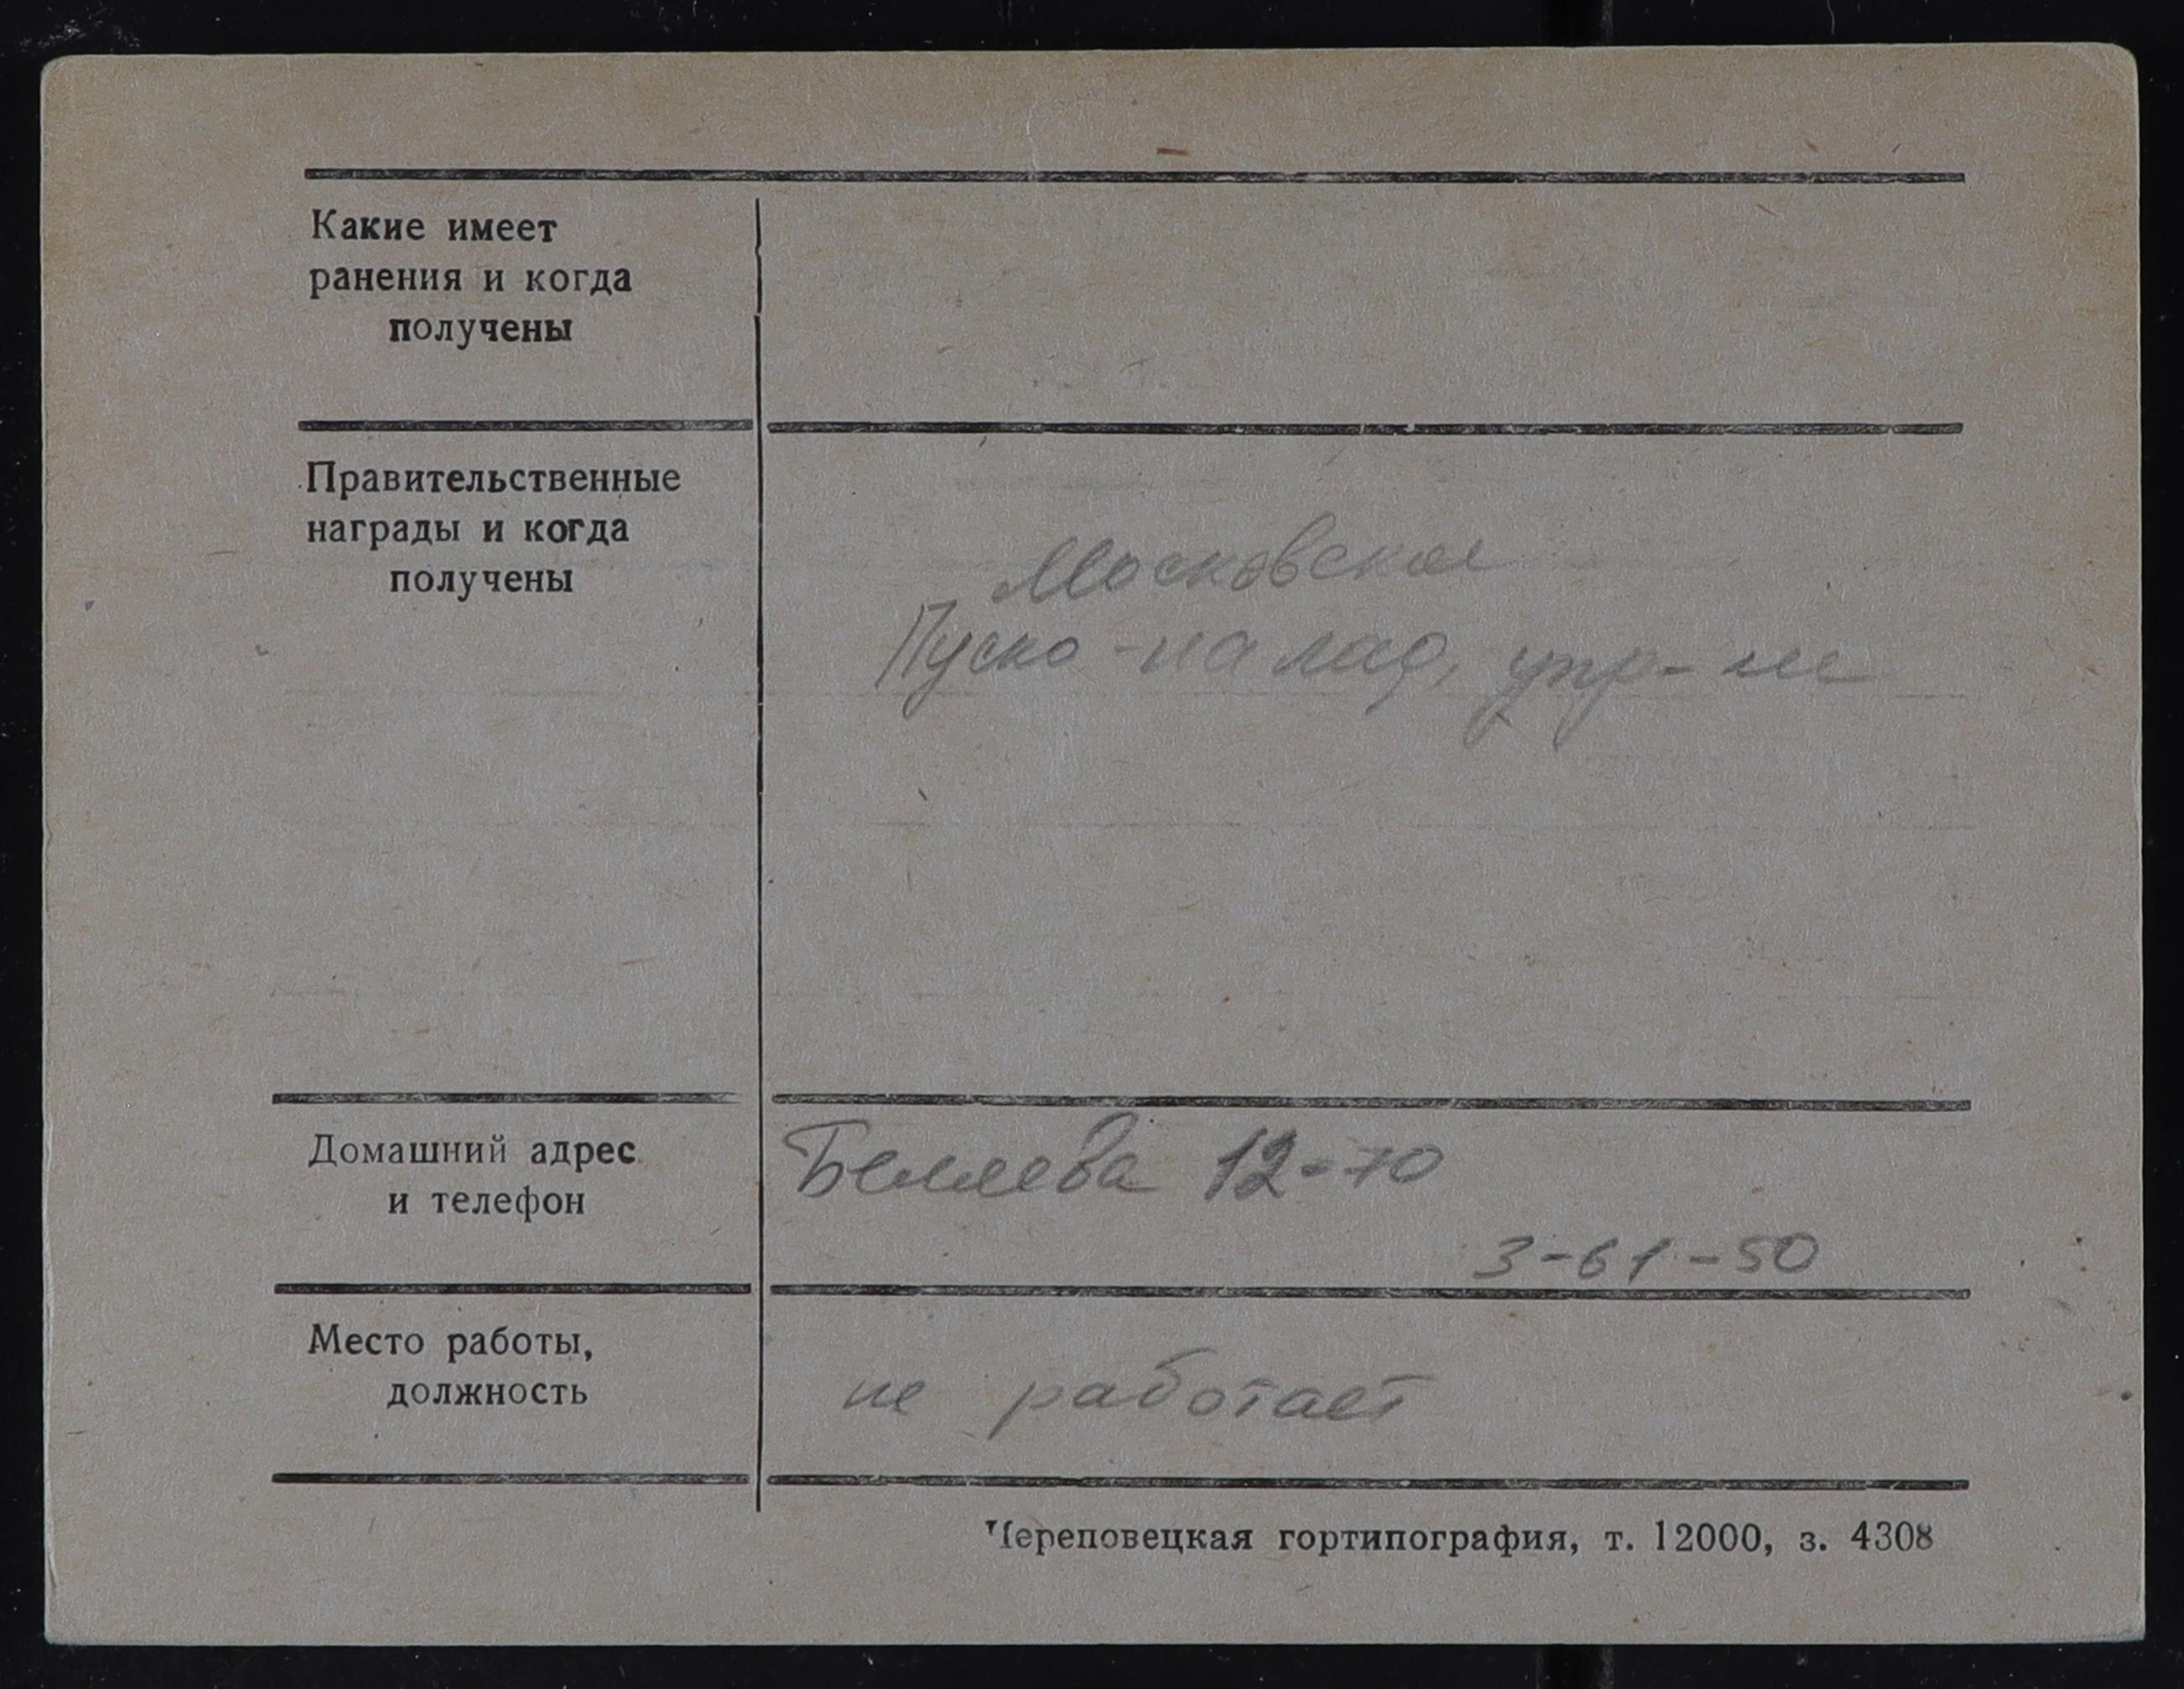 Какие имеет
ранения и когда
получены
Правительственные
награды и когда
получены
Московское
Пуско-налад. упр-ие
Домашний адрес
и телефон
Беляева 12-70
3-61-50
Место работы,
должность
не работает
Череповецкая гортипография, т. 12000, з. 4308